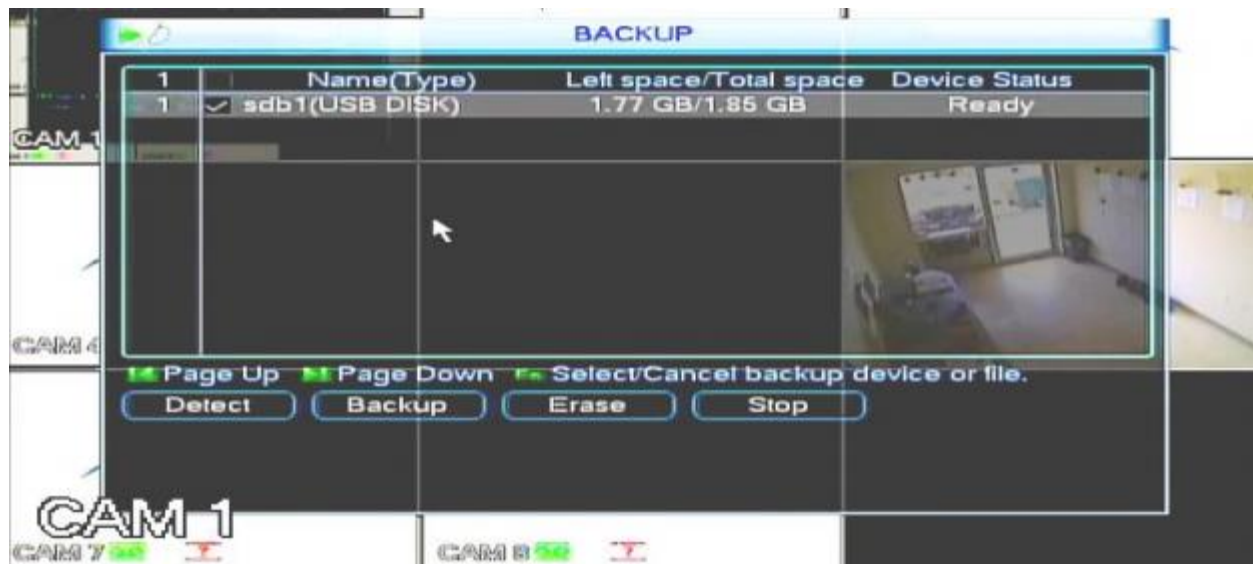 BACKUP
1 Name(Type) Left space/Total space Device Status
1 sdb1(USB DISK) 1.77 GB/1.85 GB Ready
CAM 1
CAM 4
Page Up Page Down Fn Select/Cancel backup device or file.
Detect Backup Erase Stop
CAM 1
CAM 7 ? CAM 8 ?